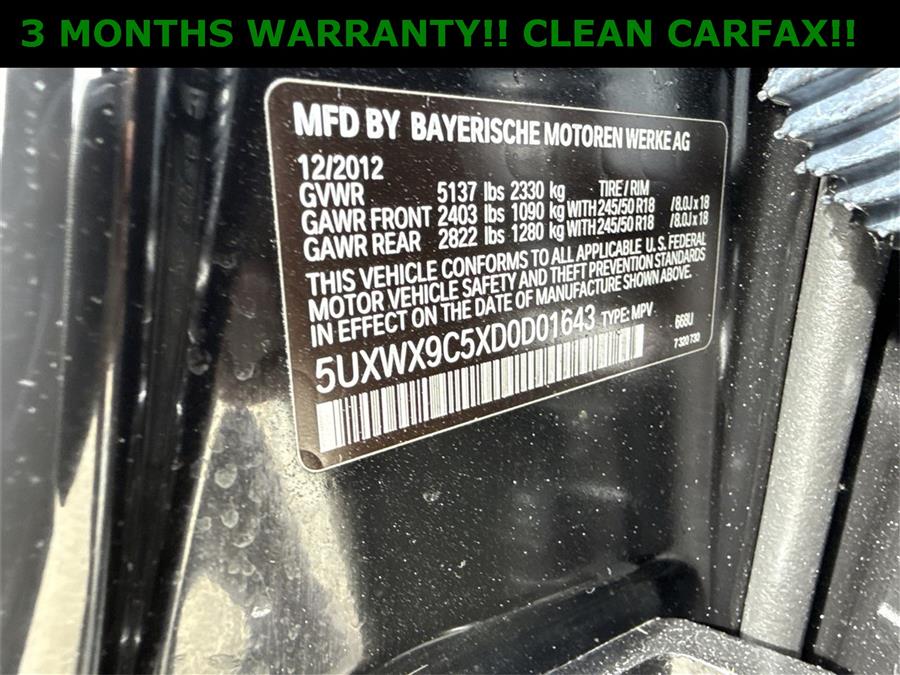 3 MONTHS WARRANTY!! CLEAN CARFAX!!
MFD BY BAYERISCHE MOTOREN WERKE AG
12/2012
GVWR 5137 lbs 2330 kg TIRE / RIM
GAWR FRONT 2403 lbs 1090 kg WITH 245/50 R18 / 8.0J x 18
GAWR REAR 2822 lbs 1280 kg WITH 245/50 R18 / 8.0J x 18
THIS VEHICLE CONFORMS TO ALL APPLICABLE U.S. FEDERAL
MOTOR VEHICLE SAFETY AND THEFT PREVENTION STANDARDS
IN EFFECT ON THE DATE OF MANUFACTURE SHOWN ABOVE.
5UXWX9C5XD0D01643 TYPE: MPV 668U
7 320 730